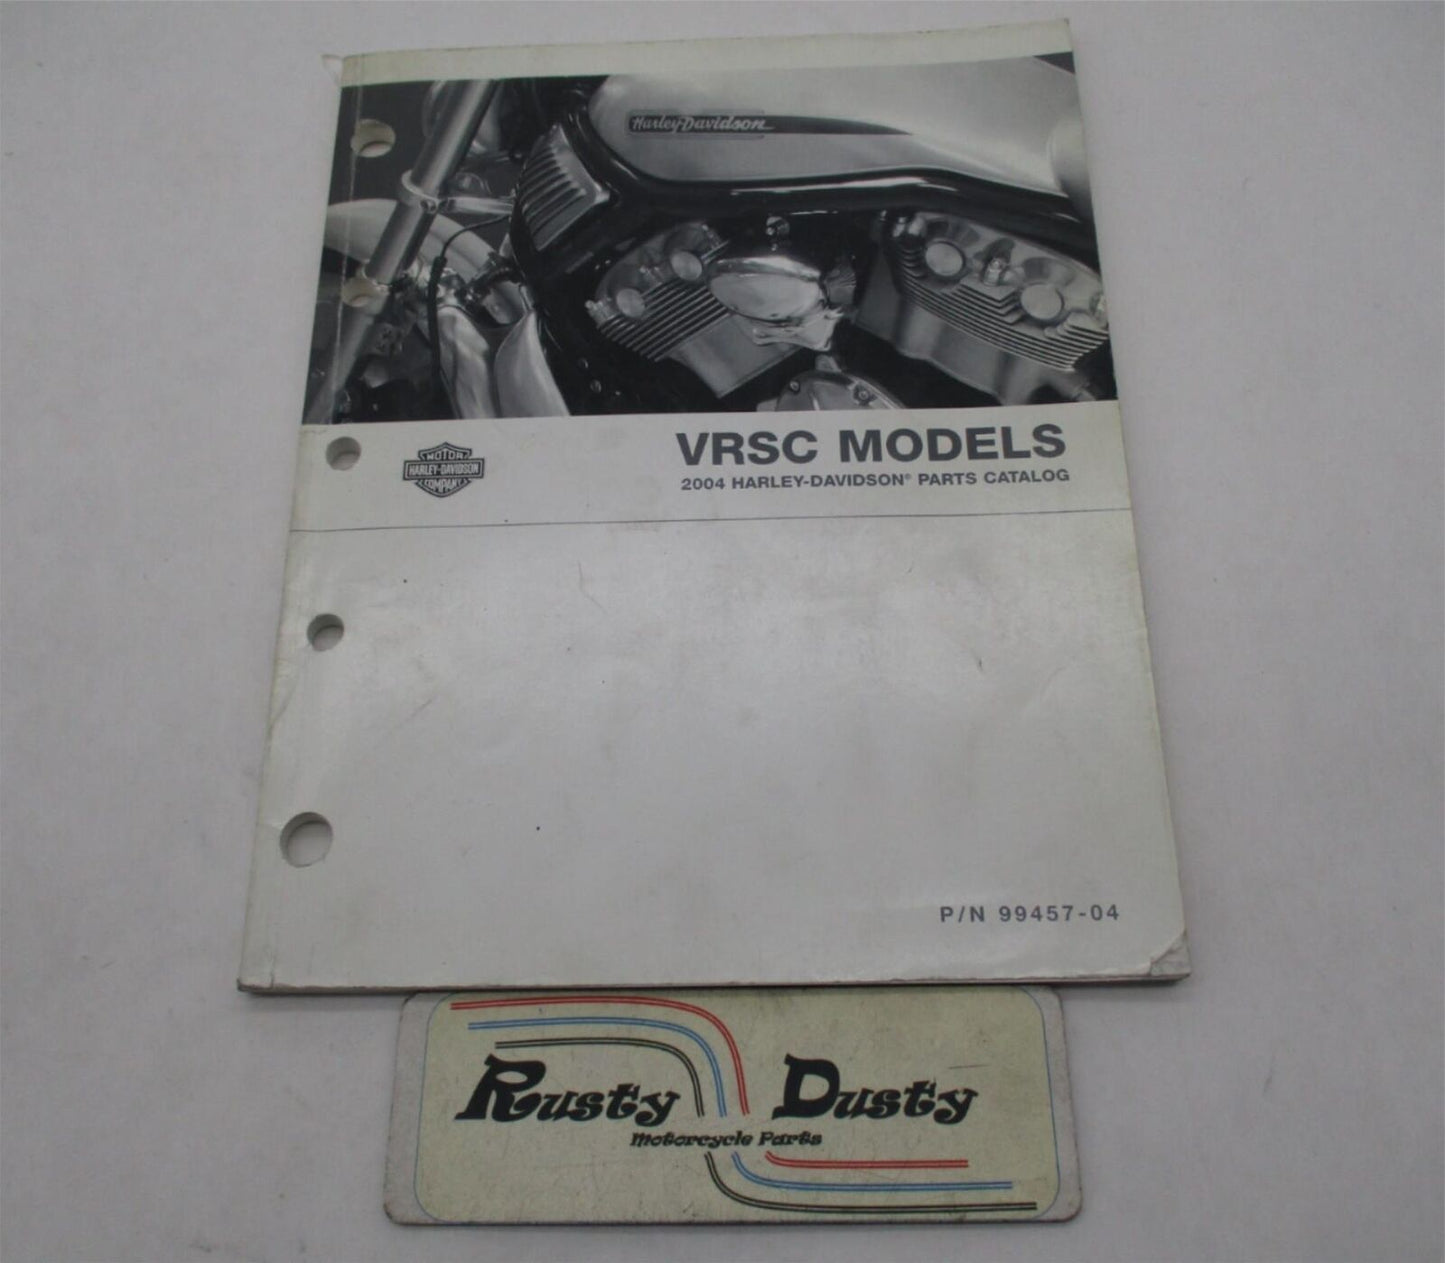 Harley-Davidson
MOTOR
HARLEY-DAVIDSON
COMPANY
VRSC MODELS
2004 HARLEY-DAVIDSON® PARTS CATALOG
P/N 99457-04
Rusty Dusty
Motorcycle Parts